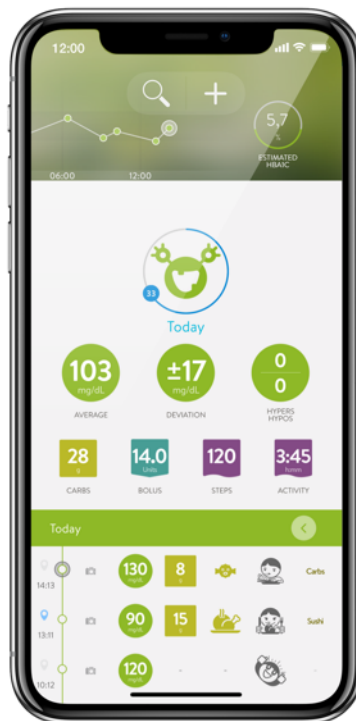 12:00
5,7
%
ESTIMATED
HBA1C
06:00 12:00
33
Today
103 ±17 0
mg/dL mg/dL 0
AVERAGE DEVIATION HYPERS
HYPOS
28 14.0 120 3:45
g Units h:mm
CARBS BOLUS STEPS ACTIVITY
Today
130 8 Carbs
mg/dL g
14:13
90 15 Sushi
mg/dL g
13:11
120 - - -
mg/dL
10:12